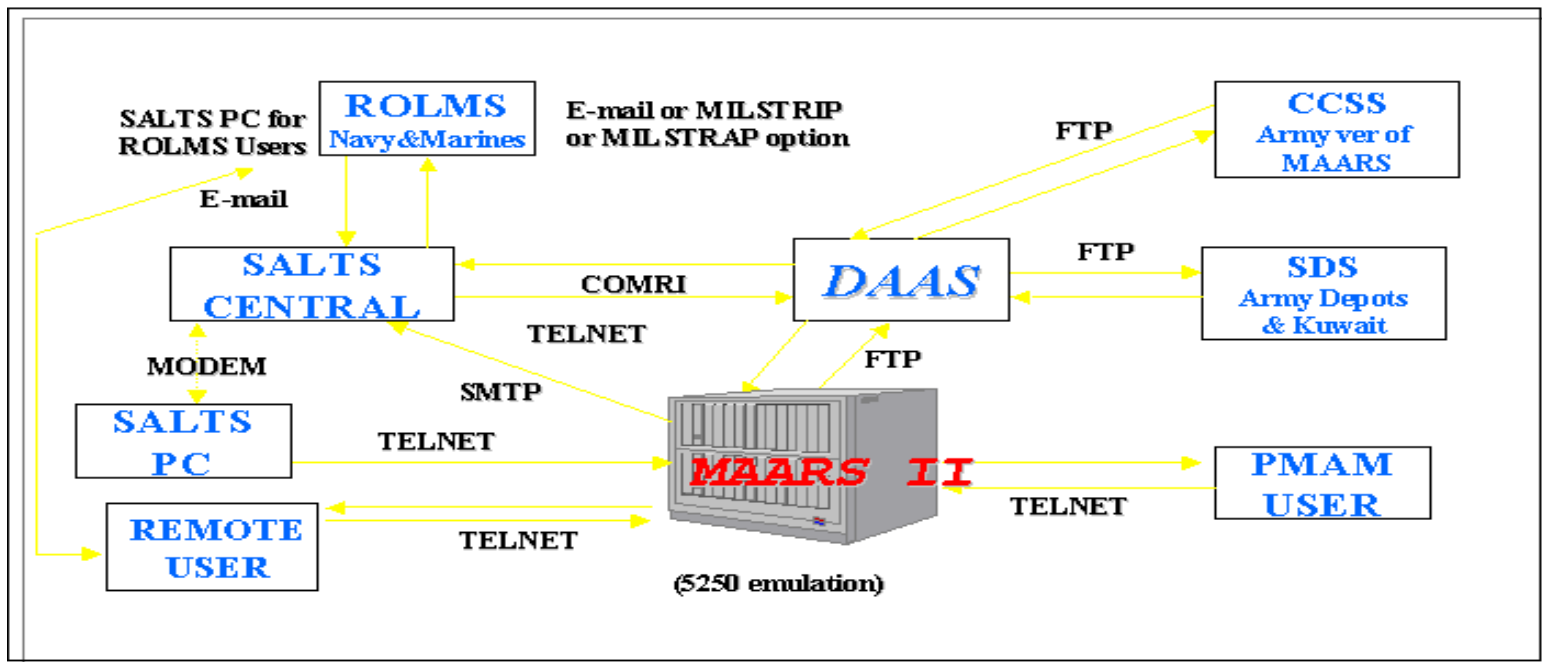 SALTS PC for
ROLMS Users
ROLMS
Navy&Marines
E-mail or MILSTRIP
or MILSTRAP option
FTP
CCSS
Army ver of
MAARS
E-mail
SALTS
CENTRAL
COMRI
TELNET
DAAS
FTP
SDS
Army Depots
& Kuwait
MODEM
SMTP
FTP
SALTS
PC
TELNET
MAARS II
PMAM
USER
TELNET
REMOTE
USER
TELNET
(5250 emulation)